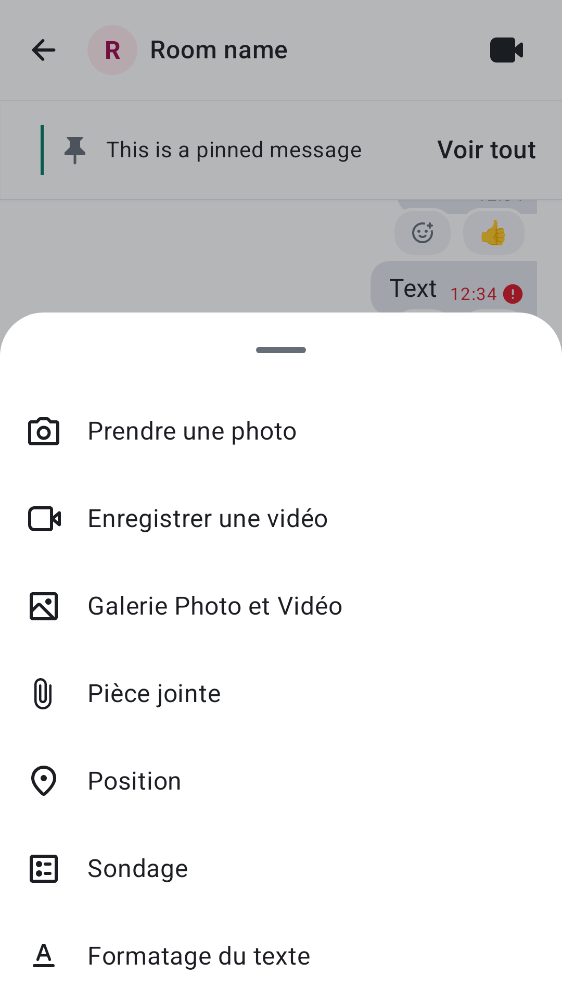 R Room name
This is a pinned message Voir tout
Text 12:34
Prendre une photo
Enregistrer une vidéo
Galerie Photo et Vidéo
Pièce jointe
Position
Sondage
Formatage du texte